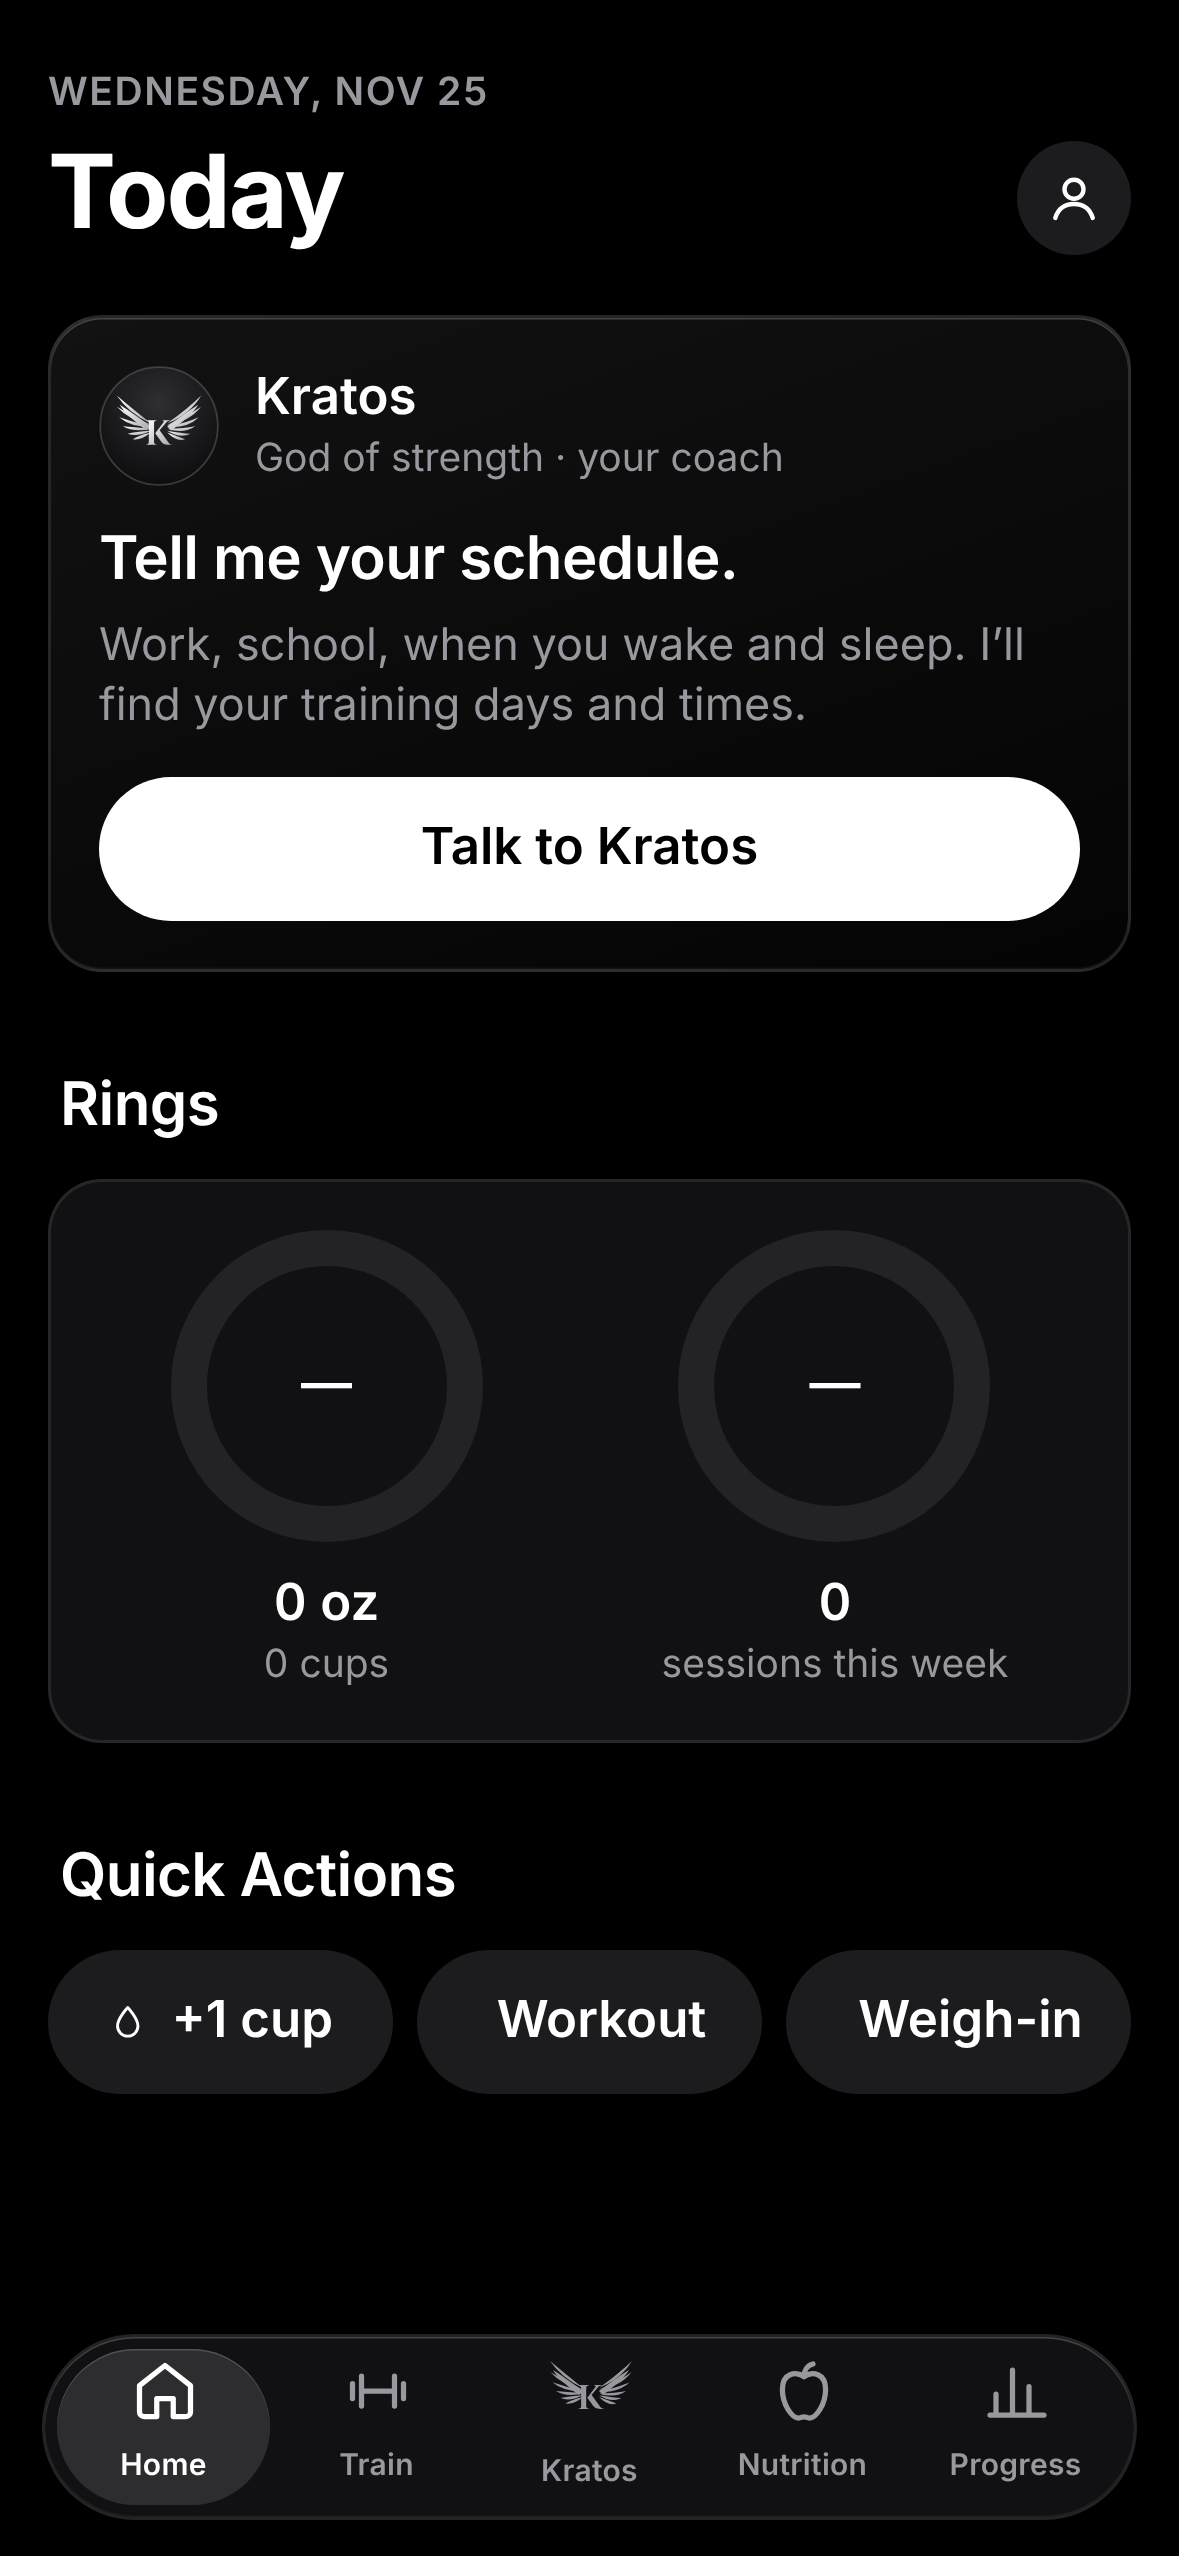 WEDNESDAY, NOV 25
Today
K
Kratos
God of strength · your coach
Tell me your schedule.
Work, school, when you wake and sleep. I’ll
find your training days and times.
Talk to Kratos
Rings
—
—
0 oz
0
0 cups
sessions this week
Quick Actions
+1 cup
Workout
Weigh-in
K
Home
Train
Kratos
Nutrition
Progress